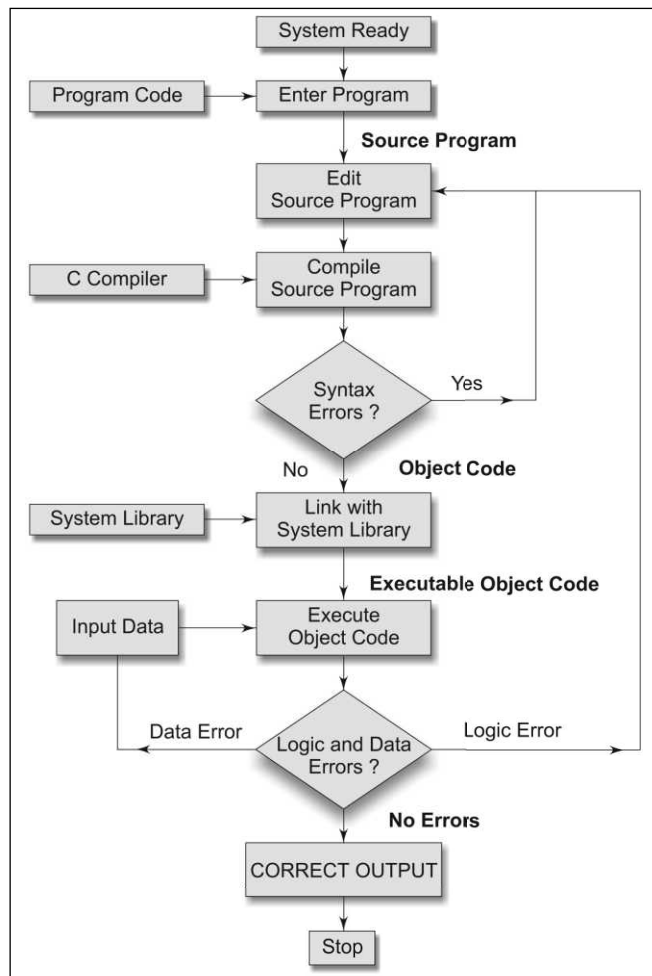 System Ready
Program Code
Enter Program
Source Program
Edit
Source Program
C Compiler
Compile
Source Program
Syntax
Errors ?
Yes
No
Object Code
System Library
Link with
System Library
Executable Object Code
Input Data
Execute
Object Code
Data Error
Logic and Data
Errors ?
Logic Error
No Errors
CORRECT OUTPUT
Stop